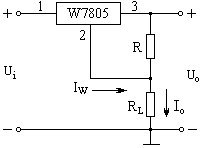 + 1 W7805 3 +
2
R
Ui Uo
IW
RL Io
− −